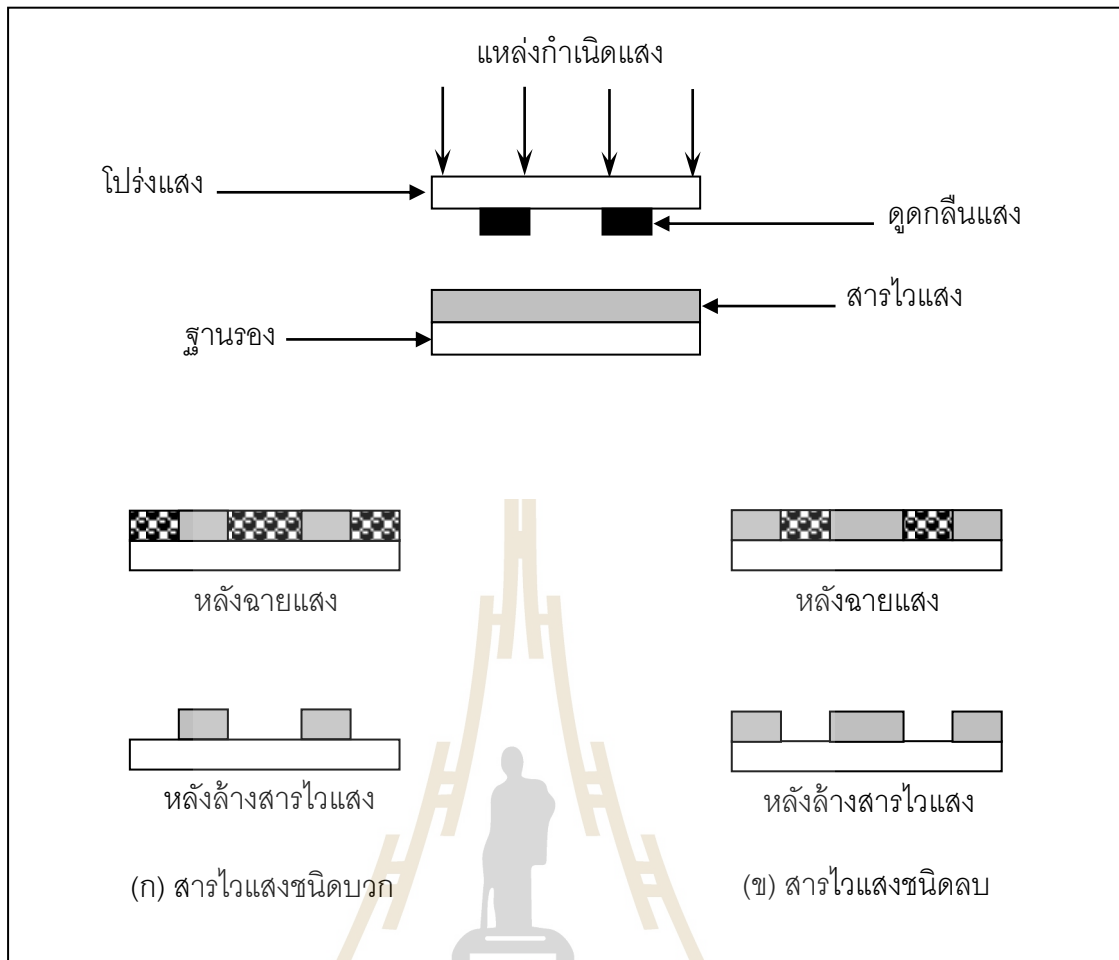 แหล่งกำเนิดแสง
โปร่งแสง
ดูดกลืนแสง
สารไวแสง
ฐานรอง
หลังฉายแสง
หลังฉายแสง
หลังล้างสารไวแสง
หลังล้างสารไวแสง
(ก) สารไวแสงชนิดบวก
(ข) สารไวแสงชนิดลบ